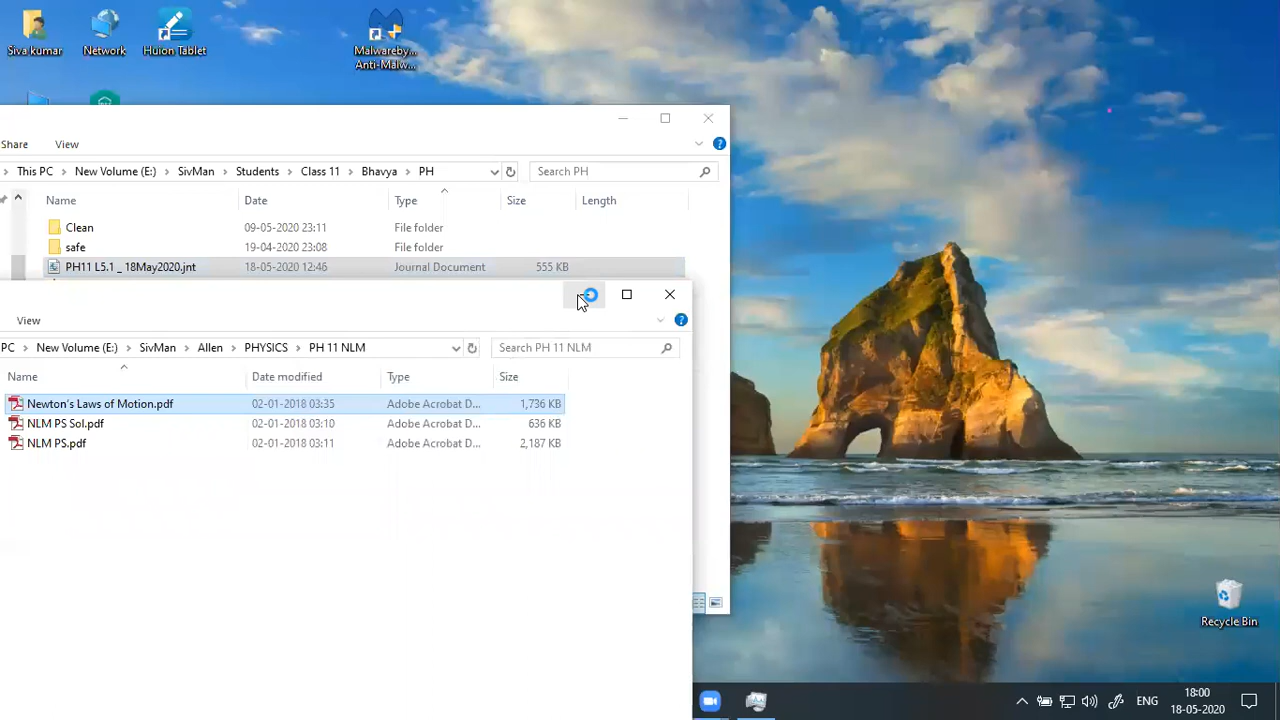 Siva kumar
Network
Huion Tablet
Malwareby...
Anti-Malw...
Share View
This PC > New Volume (E:) > SivMan > Students > Class 11 > Bhavya > PH
Search PH
Name Date Type Size Length
Clean 09-05-2020 23:11 File folder
safe 19-04-2020 23:08 File folder
PH11 L5.1 _ 18May2020.jnt 18-05-2020 12:46 Journal Document 555 KB
View
PC > New Volume (E:) > SivMan > Allen > PHYSICS > PH 11 NLM
Search PH 11 NLM
Name Date modified Type Size
Newton's Laws of Motion.pdf 02-01-2018 03:35 Adobe Acrobat D... 1,736 KB
NLM PS Sol.pdf 02-01-2018 03:10 Adobe Acrobat D... 636 KB
NLM PS.pdf 02-01-2018 03:11 Adobe Acrobat D... 2,187 KB
Recycle Bin
ENG
18:00
18-05-2020